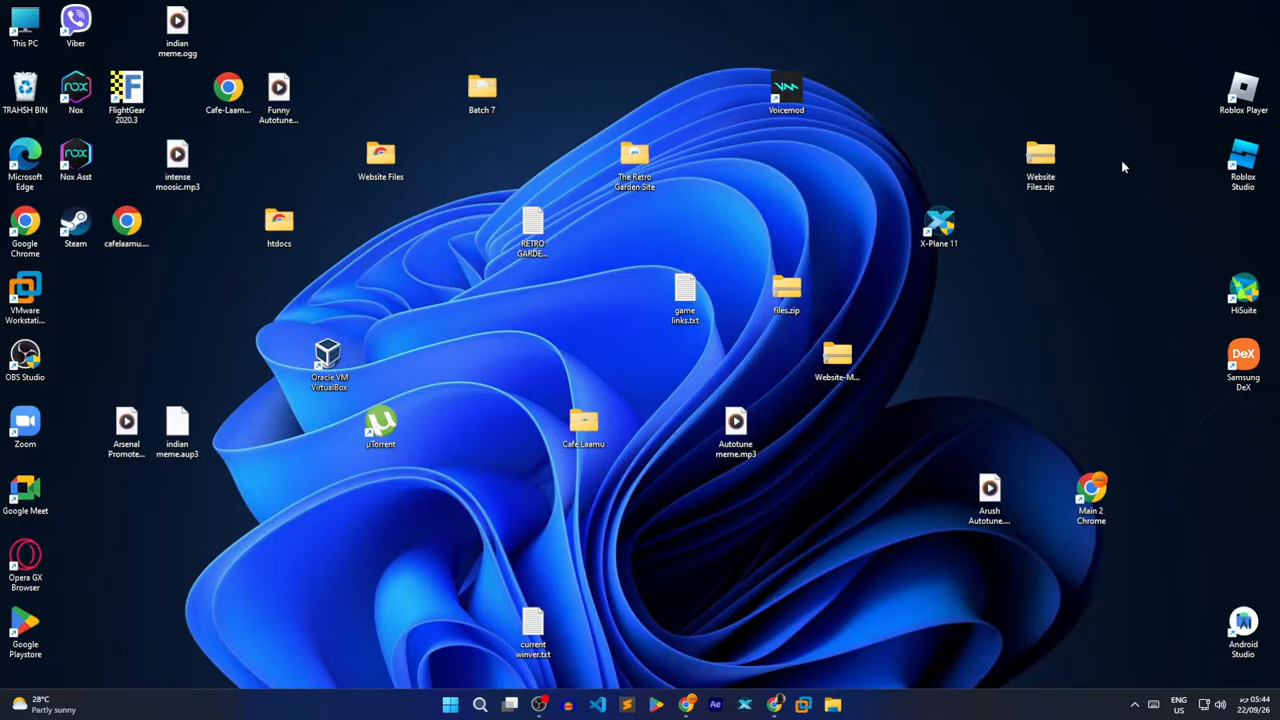 This PC
Viber
indian
meme.ogg
TRAHSH BIN
Nox
FlightGear
2020.3
Cafe-Laam...
Funny
Autotune...
Batch 7
Voicemod
Roblox Player
Microsoft
Edge
Nox Asst
intense
moosic.mp3
Website Files
The Retro
Garden Site
Website
Files.zip
Roblox
Studio
Google
Chrome
Steam
cafelaamu....
htdocs
RETRO
GARDE...
X-Plane 11
VMware
Workstati...
game
links.txt
files.zip
HiSuite
OBS Studio
Oracle VM
VirtualBox
Website-M...
DeX
Samsung
DeX
Zoom
Arsenal
Promote...
indian
meme.aup3
µTorrent
Cafe Laamu
Autotune
meme.mp3
Google Meet
Arush
Autotune....
Main 2
Chrome
Opera GX
Browser
Google
Playstore
current
winver.txt
Android
Studio
28°C
Partly sunny
Ae
ENG
US
05:44
22/09/26